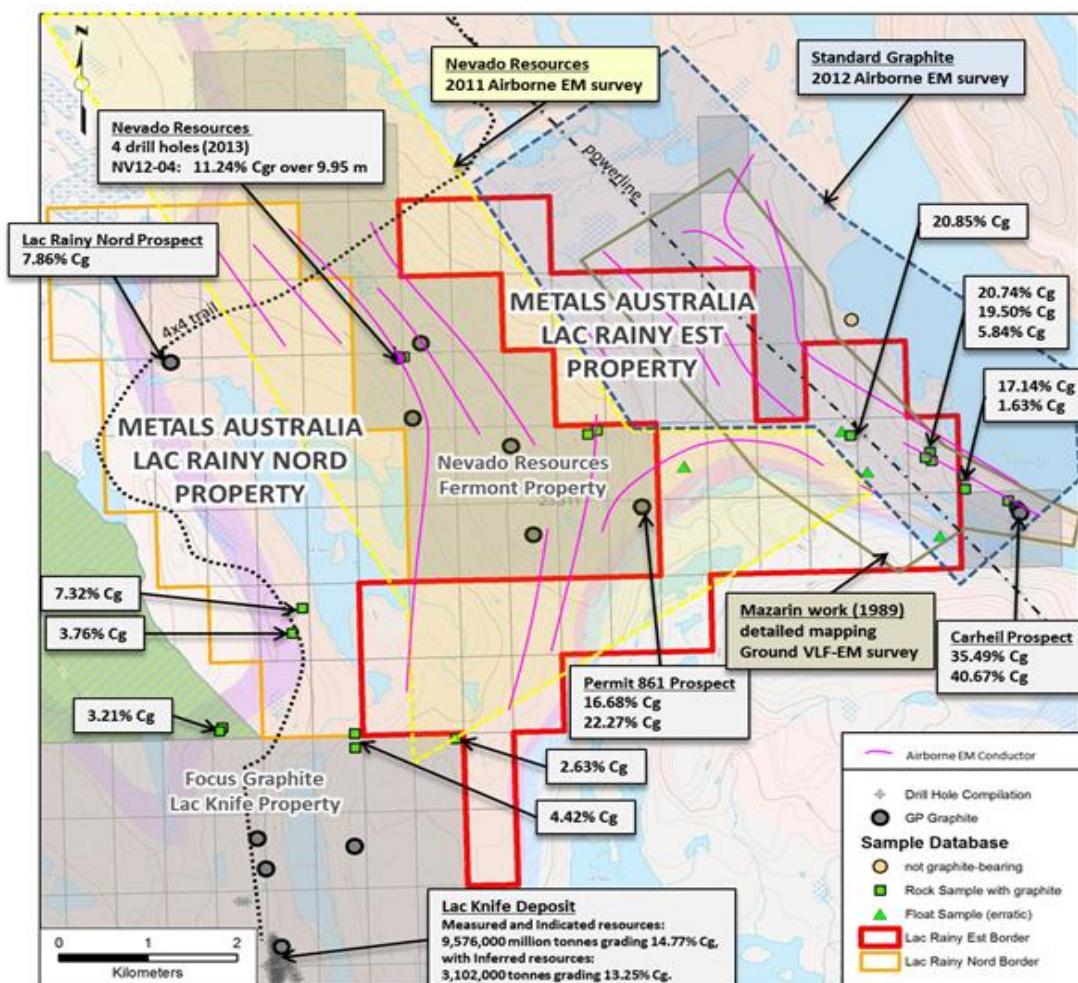 N
Nevado Resources
2011 Airborne EM survey
Standard Graphite
2012 Airborne EM survey
Nevado Resources
4 drill holes (2013)
NV12-04: 11.24% Cgr over 9.95 m
powerline
Lac Rainy Nord Prospect
7.86% Cg
4x4 trail
20.85% Cg
20.74% Cg
19.50% Cg
5.84% Cg
17.14% Cg
1.63% Cg
METALS AUSTRALIA
LAC RAINY EST
PROPERTY
METALS AUSTRALIA
LAC RAINY NORD
PROPERTY
Nevado Resources
Fermont Property
7.32% Cg
3.76% Cg
3.21% Cg
Mazarin work (1989)
detailed mapping
Ground VLF-EM survey
Carheil Prospect
35.49% Cg
40.67% Cg
Permit 861 Prospect
16.68% Cg
22.27% Cg
2.63% Cg
4.42% Cg
Focus Graphite
Lac Knife Property
Lac Knife Deposit
Measured and Indicated resources:
9,576,000 million tonnes grading 14.77% Cg,
with Inferred resources:
3,102,000 tonnes grading 13.25% Cg.
0 1 2
Kilometers
Airborne EM Conductor
Drill Hole Compilation
GP Graphite
Sample Database
not graphite-bearing
Rock Sample with graphite
Float Sample (erratic)
Lac Rainy Est Border
Lac Rainy Nord Border